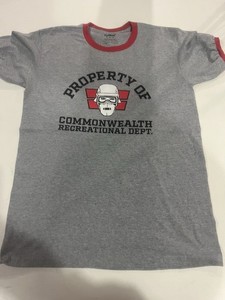 PROPERTY OF
COMMONWEALTH
RECREATIONAL DEPT.